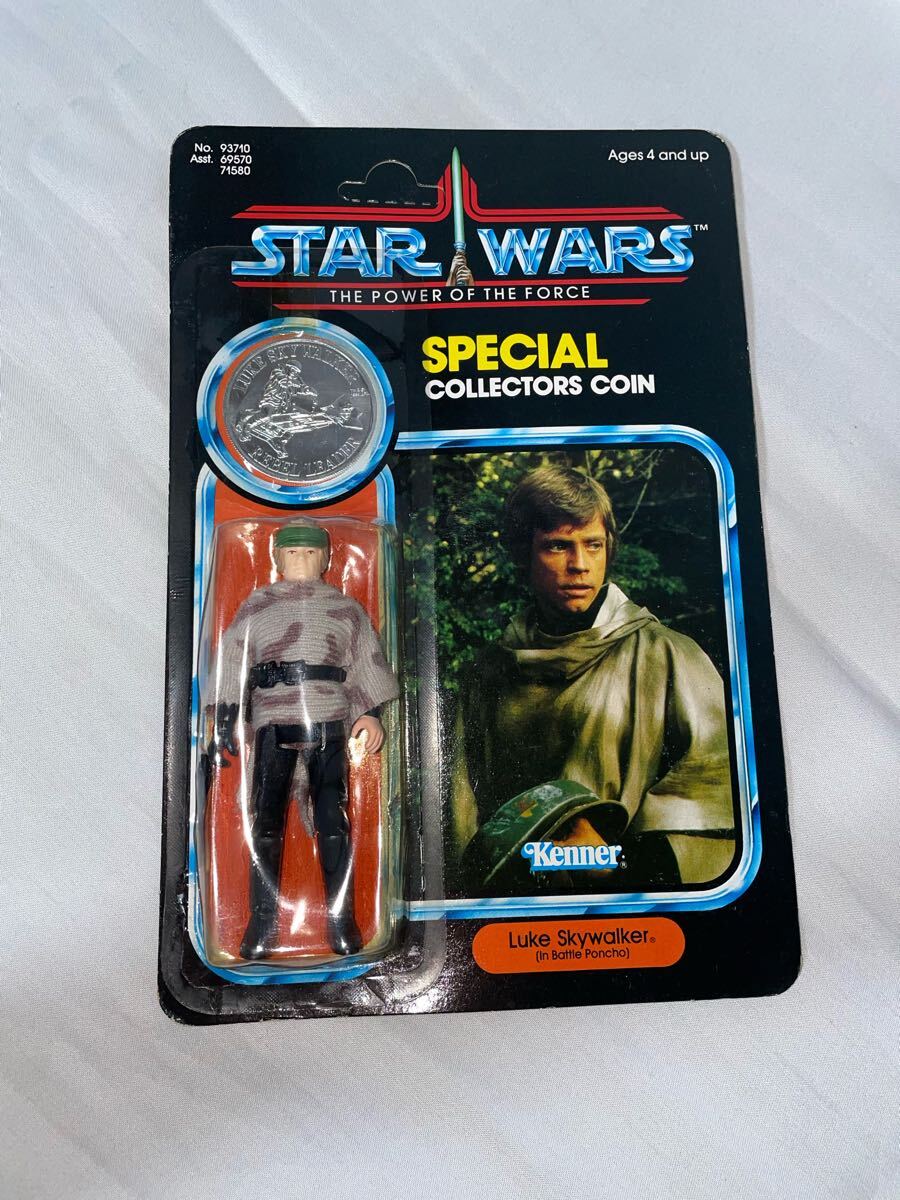 No. 93710
Asst. 69570
71580
Ages 4 and up
STAR WARS™
THE POWER OF THE FORCE
SPECIAL
COLLECTORS COIN
LUKE SKYWALKER
REBEL LEADER
Kenner®
Luke Skywalker®
(In Battle Poncho)